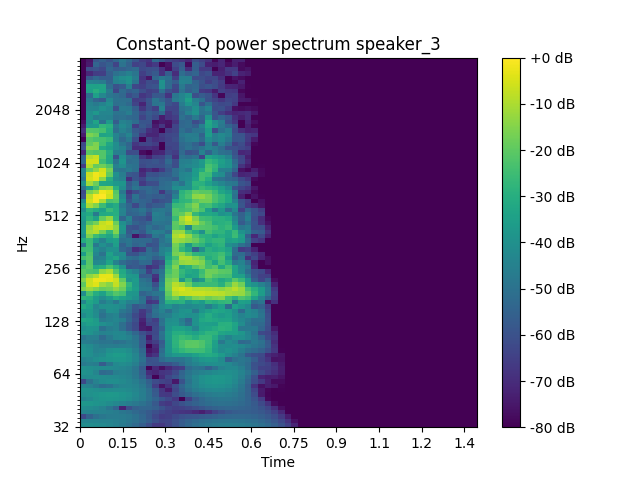 Constant-Q power spectrum speaker_3
Hz
2048
1024
512
256
128
64
32
0 0.15 0.3 0.45 0.6 0.75 0.9 1.1 1.2 1.4
Time
+0 dB
-10 dB
-20 dB
-30 dB
-40 dB
-50 dB
-60 dB
-70 dB
-80 dB